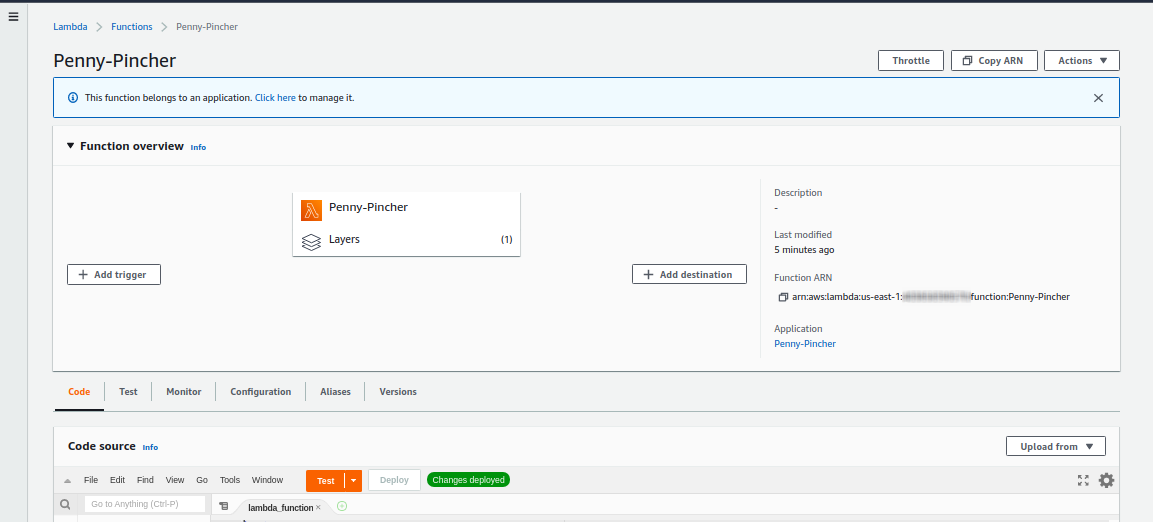 Lambda > Functions > Penny-Pincher
Penny-Pincher
Throttle Copy ARN Actions
This function belongs to an application. Click here to manage it.
Function overview Info
Penny-Pincher
Layers (1)
Add trigger
Add destination
Description
-
Last modified
5 minutes ago
Function ARN
arn:aws:lambda:us-east-1: function:Penny-Pincher
Application
Penny-Pincher
Code Test Monitor Configuration Aliases Versions
Code source Info
Upload from
File Edit Find View Go Tools Window Test Deploy Changes deployed
Go to Anything (Ctrl-P) lambda_function